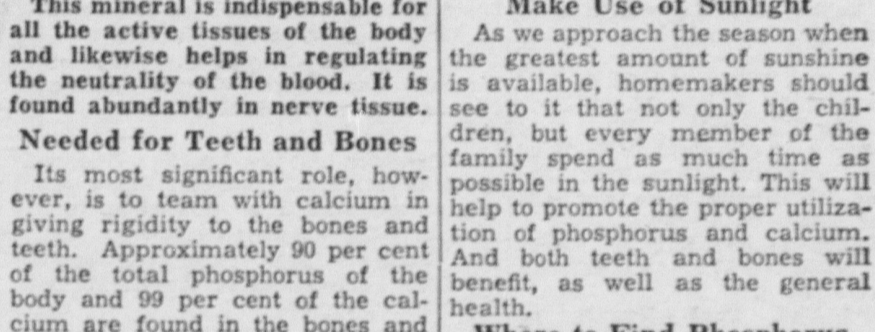 This mineral is indispensable for
all the active tissues of the body
and likewise helps in regulating
the neutrality of the blood. It is
found abundantly in nerve tissue.
Needed for Teeth and Bones
Its most significant role, how-
ever, is to team with calcium in
giving rigidity to the bones and
teeth. Approximately 90 per cent
of the total phosphorus of the
body and 99 per cent of the cal-
cium are found in the bones and
Make Use of Sunlight
As we approach the season when
the greatest amount of sunshine
is available, homemakers should
see to it that not only the chil-
dren, but every member of the
family spend as much time as
possible in the sunlight. This will
help to promote the proper utiliza-
tion of phosphorus and calcium.
And both teeth and bones will
benefit, as well as the general
health.
Where to Find Phosphorus